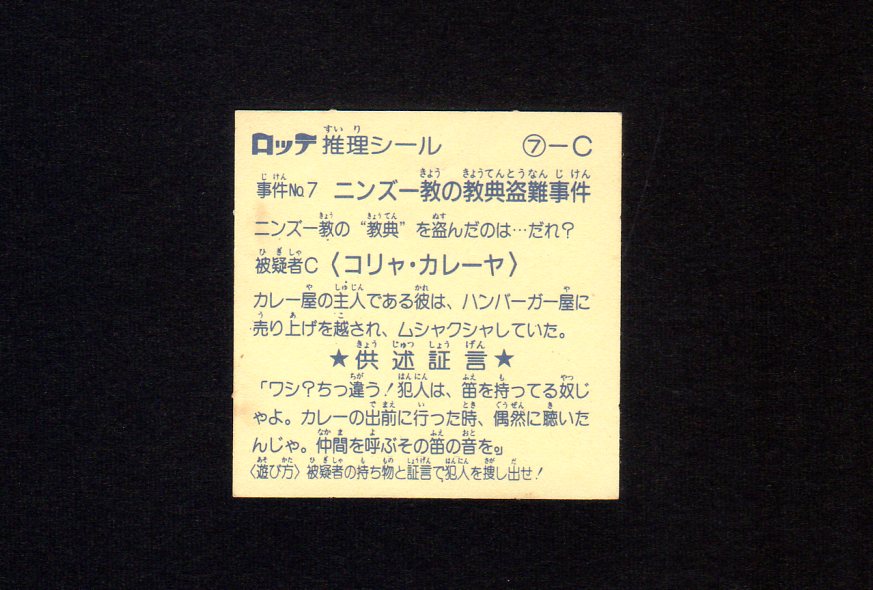 ロッテ 推理シール ⑦－C
事件No.7 ニンズー教の教典盗難事件
ニンズー教の“教典”を盗んだのは…だれ？
被疑者C〈コリャ・カレーヤ〉
カレー屋の主人である彼は、ハンバーガー屋に
売り上げを越され、ムシャクシャしていた。
★供述証言★
「ワシ？ちっ違う！犯人は、笛を持ってる奴じ
ゃよ。カレーの出前に行った時、偶然に聴いた
んじゃ。仲間を呼ぶその笛の音を。」
〈遊び方〉被疑者の持ち物と証言で犯人を捜し出せ！